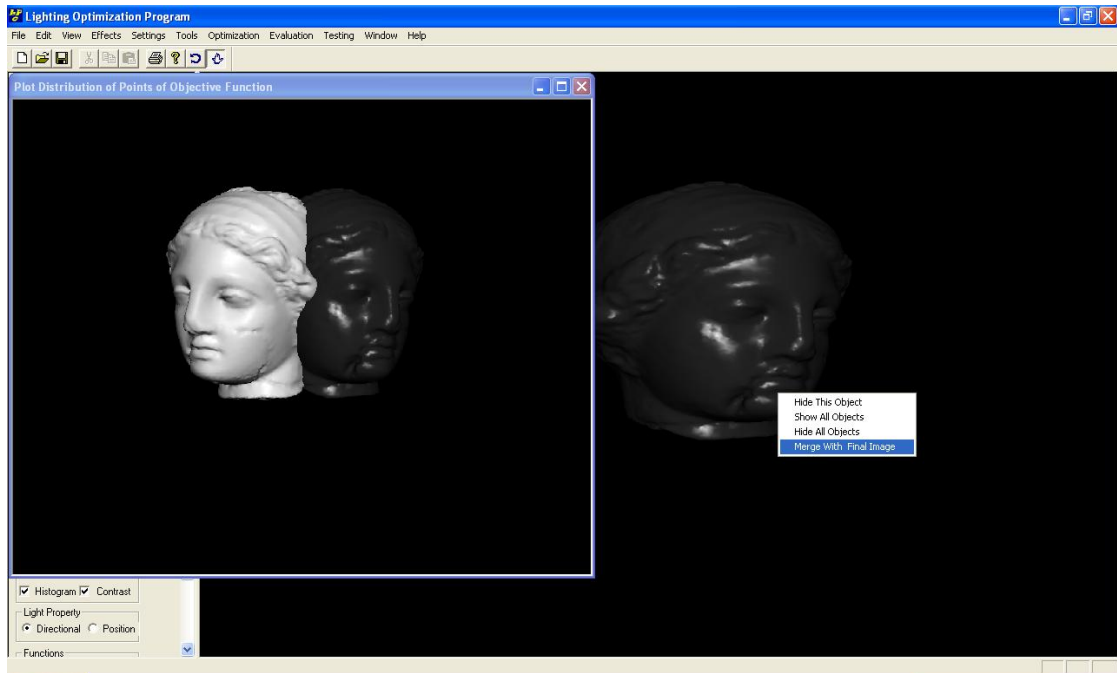 Lighting Optimization Program
File Edit View Effects Settings Tools Optimization Evaluation Testing Window Help
Plot Distribution of Points of Objective Function
Hide This Object
Show All Objects
Hide All Objects
Merge With Final Image
Histogram Contrast
Light Property
Directional Position
Functions